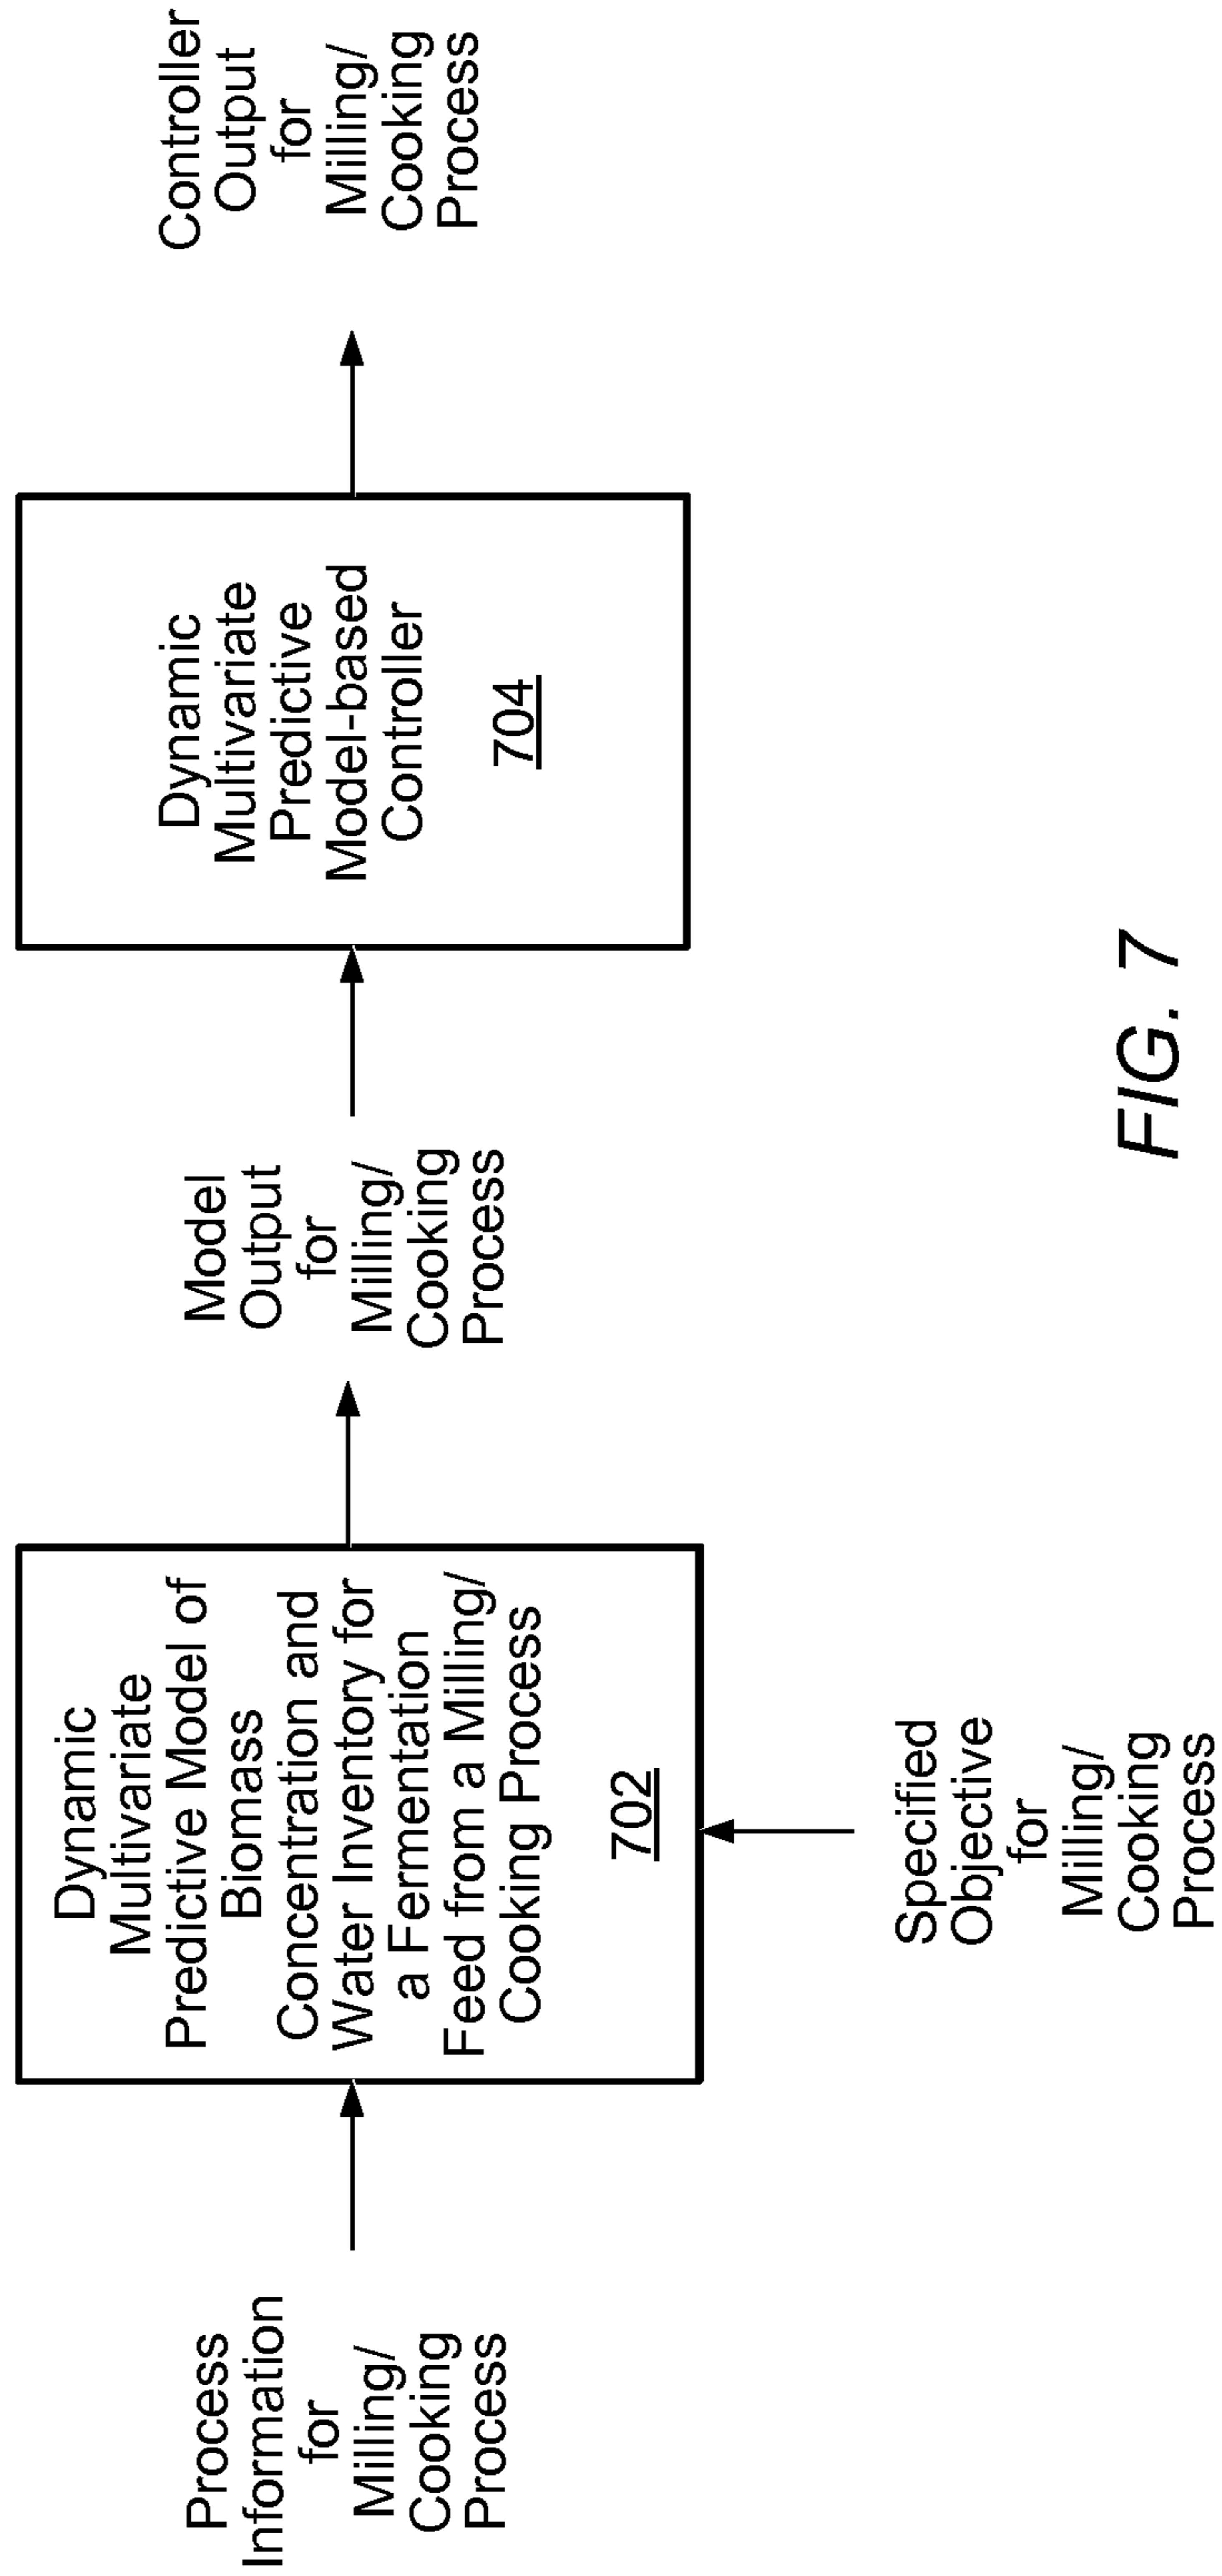 Process
Information
for
Milling/
Cooking
Process
Dynamic
Multivariate
Predictive Model of
Biomass
Concentration and
Water Inventory for
a Fermentation
Feed from a Milling/
Cooking Process
702
Specified
Objective
for
Milling/
Cooking
Process
Model
Output
for
Milling/
Cooking
Process
Dynamic
Multivariate
Predictive
Model-based
Controller
704
Controller
Output
for
Milling/
Cooking
Process
FIG. 7